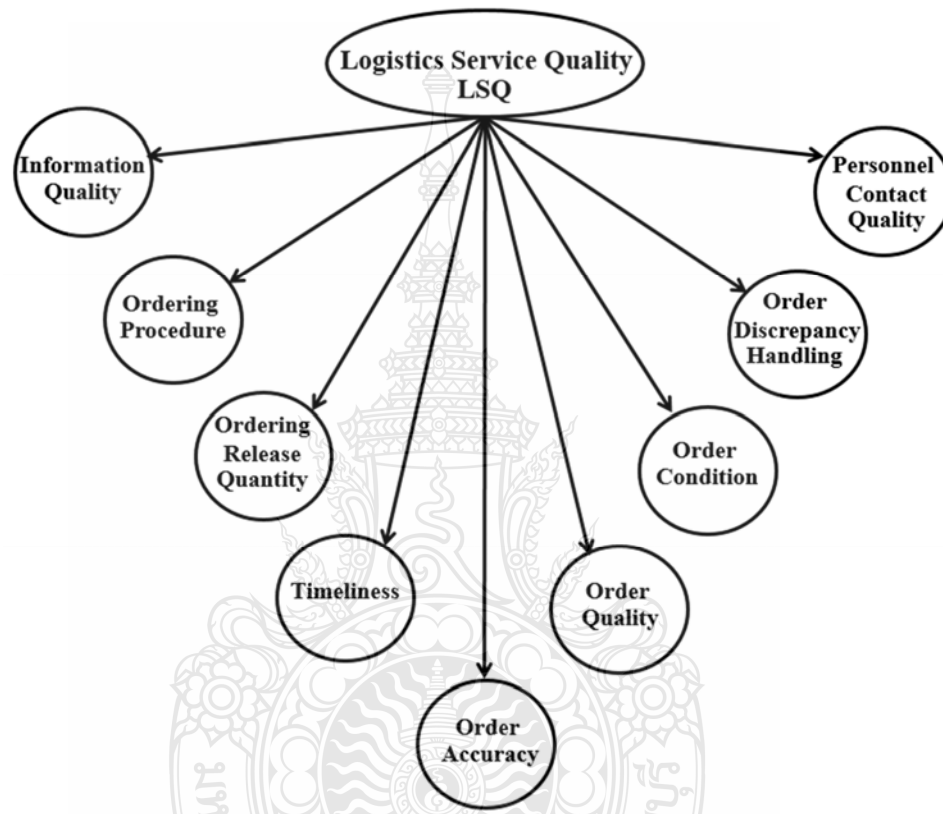 Logistics Service Quality
LSQ
Information
Quality
Personnel
Contact
Quality
Ordering
Procedure
Order
Discrepancy
Handling
Ordering
Release
Quantity
Order
Condition
Timeliness
Order
Quality
Order
Accuracy